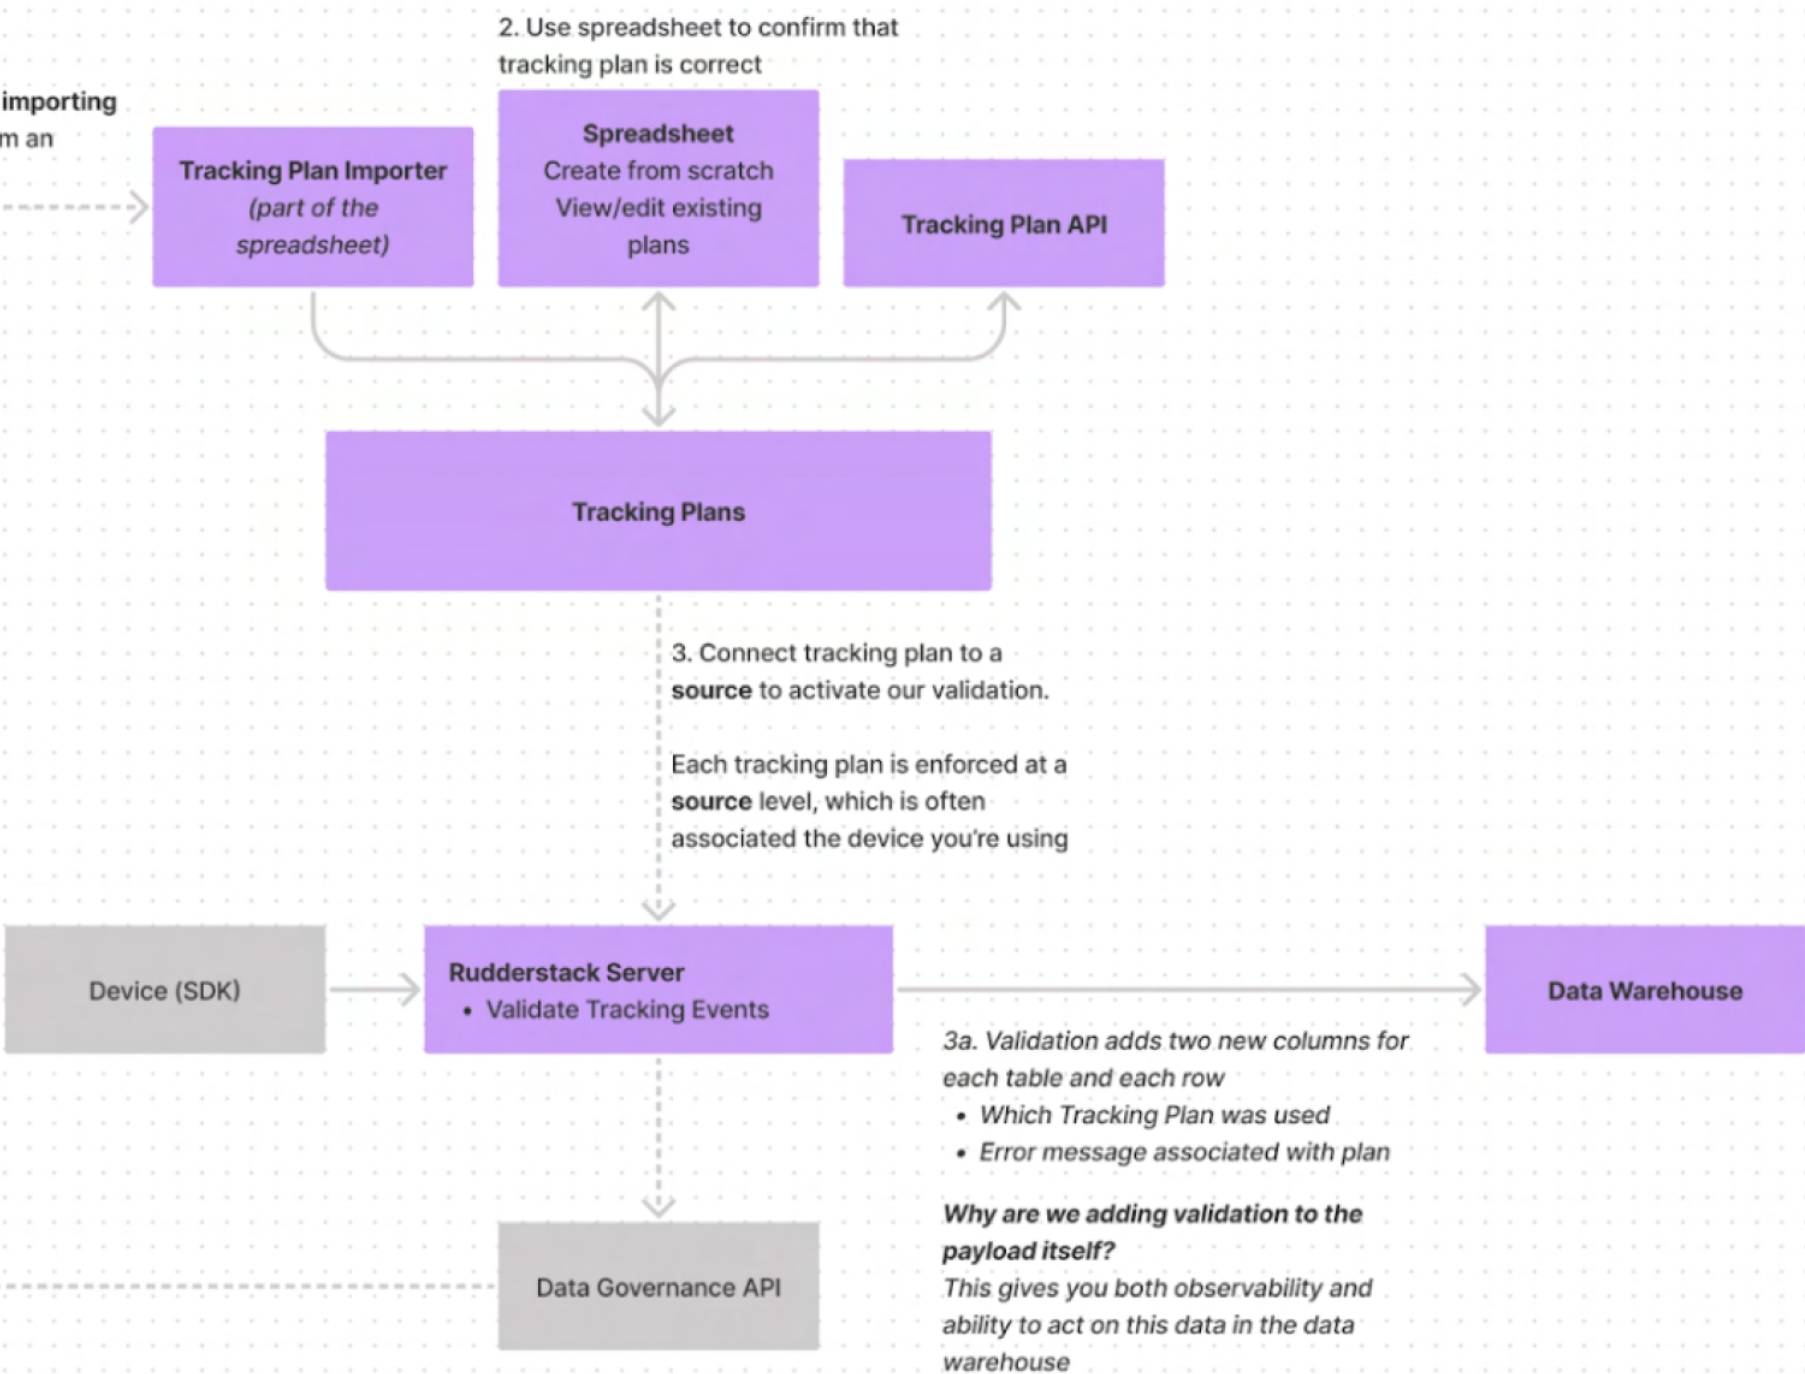 2. Use spreadsheet to confirm that
tracking plan is correct
importing
m an
Tracking Plan Importer
(part of the
spreadsheet)
Spreadsheet
Create from scratch
View/edit existing
plans
Tracking Plan API
Tracking Plans
3. Connect tracking plan to a
source to activate our validation.
Each tracking plan is enforced at a
source level, which is often
associated the device you're using
Device (SDK)
Rudderstack Server
• Validate Tracking Events
Data Warehouse
3a. Validation adds two new columns for
each table and each row
• Which Tracking Plan was used
• Error message associated with plan
Why are we adding validation to the
payload itself?
This gives you both observability and
ability to act on this data in the data
warehouse
Data Governance API